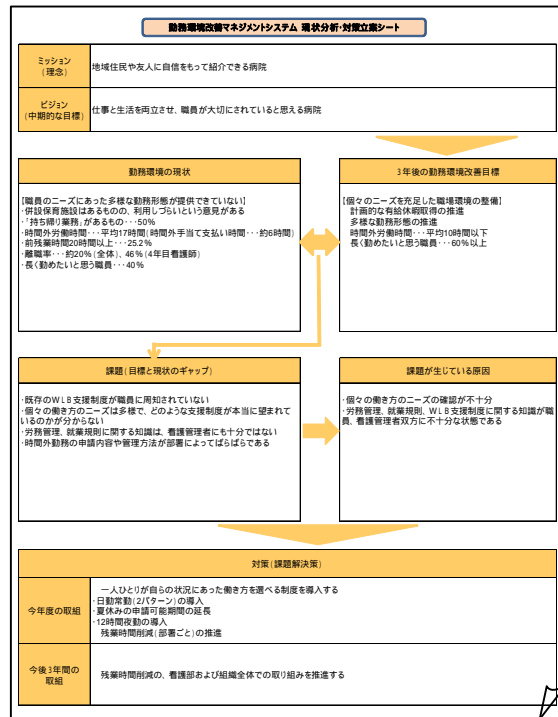 勤務環境改善マネジメントシステム 現状分析・対策立案シート
ミッション
(理念)
地域住民や友人に自信をもって紹介できる病院
ビジョン
(中期的な目標)
仕事と生活を両立させ、職員が大切にされていると思える病院
勤務環境の現状
【職員のニーズにあった多様な勤務形態が提供できていない】
・併設保育施設はあるものの、利用しづらいという意見がある
・「持ち帰り業務」があるもの・・・50%
・時間外労働時間・・・平均17時間(時間外手当て支払い時間・・・約6時間)
・前残業時間20時間以上・・・25.2%
・離職率・・・約20%(全体)、46%(4年目看護師)
・長く勤めたいと思う職員・・・40%
3年後の勤務環境改善目標
【個々のニーズを充足した職場環境の整備】
計画的な有給休暇取得の推進
多様な勤務形態の推進
時間外労働時間・・・平均10時間以下
長く勤めたいと思う職員・・・60%以上
課題(目標と現状のギャップ)
・既存のWLB支援制度が職員に周知されていない
・個々の働き方のニーズは多様で、どのような支援制度が本当に望まれて
いるのかが分からない
・労務管理、就業規則に関する知識は、看護管理者にも十分ではない
・時間外勤務の申請内容や管理方法が部署によってばらばらである
課題が生じている原因
・個々の働き方のニーズの確認が不十分
・労務管理、就業規則、WLB支援制度に関する知識が職
員、看護管理者双方に不十分な状態である
対策(課題解決策)
今年度の取組
一人ひとりが自らの状況にあった働き方を選べる制度を導入する
・日勤常勤(2パターン)の導入
・夏休みの申請可能期間の延長
・12時間夜勤の導入
残業時間削減(部署ごと)の推進
今後3年間の
取組
残業時間削減の、看護部および組織全体での取り組みを推進する